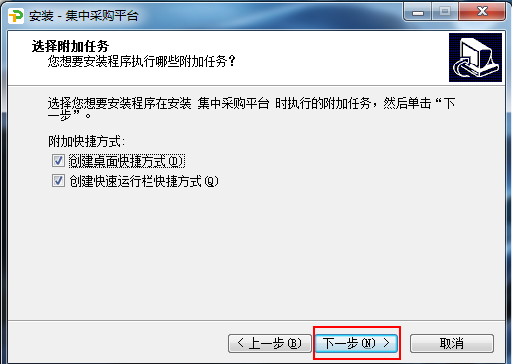 安装 - 集中采购平台
选择附加任务
您想要安装程序执行哪些附加任务？
选择您想要安装程序在安装 集中采购平台 时执行的附加任务，然后单击“下
一步”。
附加快捷方式:
创建桌面快捷方式(D)
创建快速运行栏快捷方式(Q)
< 上一步(B)
下一步(N) >
取消